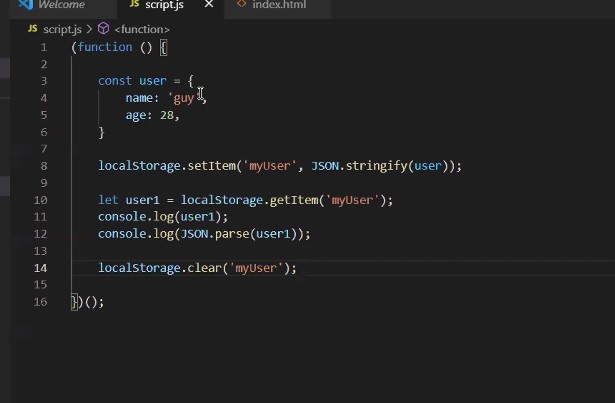 Welcome
JS script.js
<> index.html
JS script.js > <function>
1 (function () {
2
3 const user = {
4 name: 'guy',
5 age: 28,
6 }
7
8 localStorage.setItem('myUser', JSON.stringify(user));
9
10 let user1 = localStorage.getItem('myUser');
11 console.log(user1);
12 console.log(JSON.parse(user1));
13
14 localStorage.clear('myUser');
15
16 })();